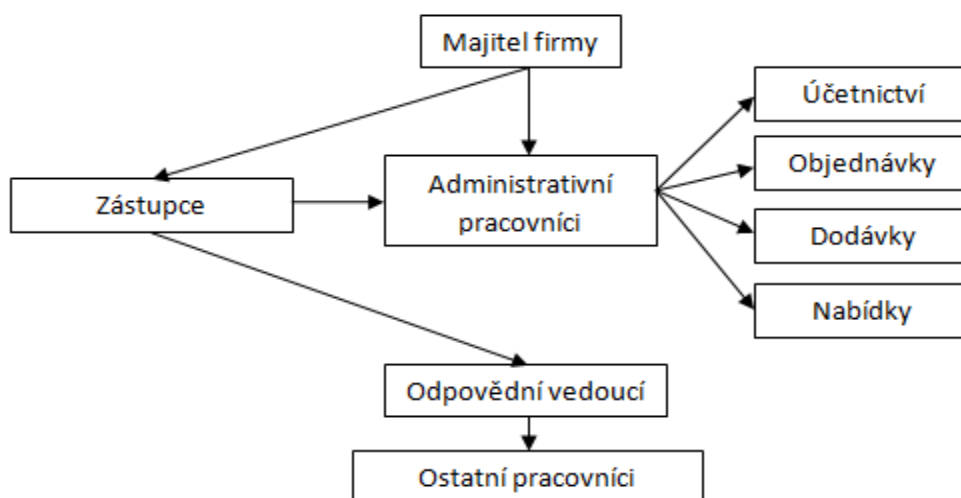 Majitel firmy
Účetnictví
Objednávky
Zástupce
Administrativní
pracovníci
Dodávky
Nabídky
Odpovědní vedoucí
Ostatní pracovníci